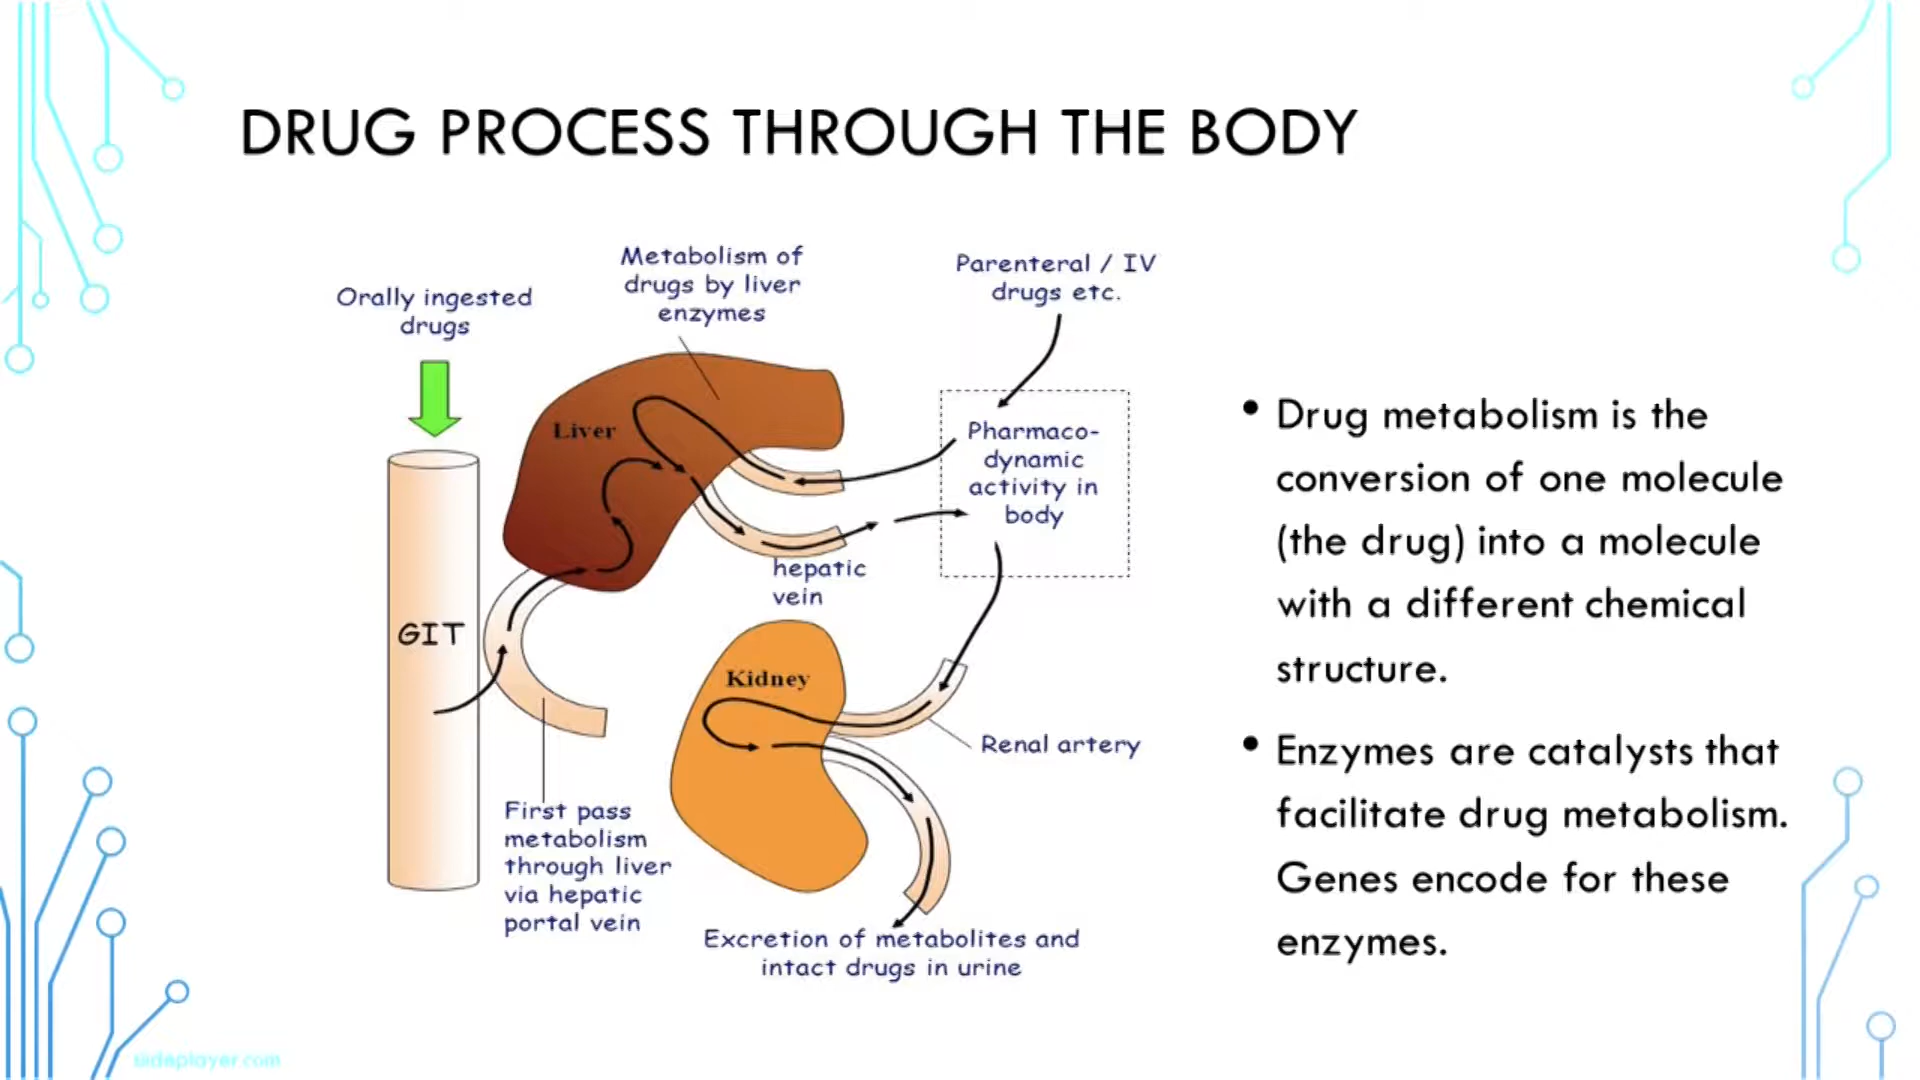 DRUG PROCESS THROUGH THE BODY
Orally ingested
drugs
Metabolism of
drugs by liver
enzymes
Parenteral / IV
drugs etc.
Liver
Pharmaco-
dynamic
activity in
body
hepatic
vein
GIT
Kidney
Renal artery
First pass
metabolism
through liver
via hepatic
portal vein
Excretion of metabolites and
intact drugs in urine
• Drug metabolism is the
conversion of one molecule
(the drug) into a molecule
with a different chemical
structure.
• Enzymes are catalysts that
facilitate drug metabolism.
Genes encode for these
enzymes.
slideplayer.com